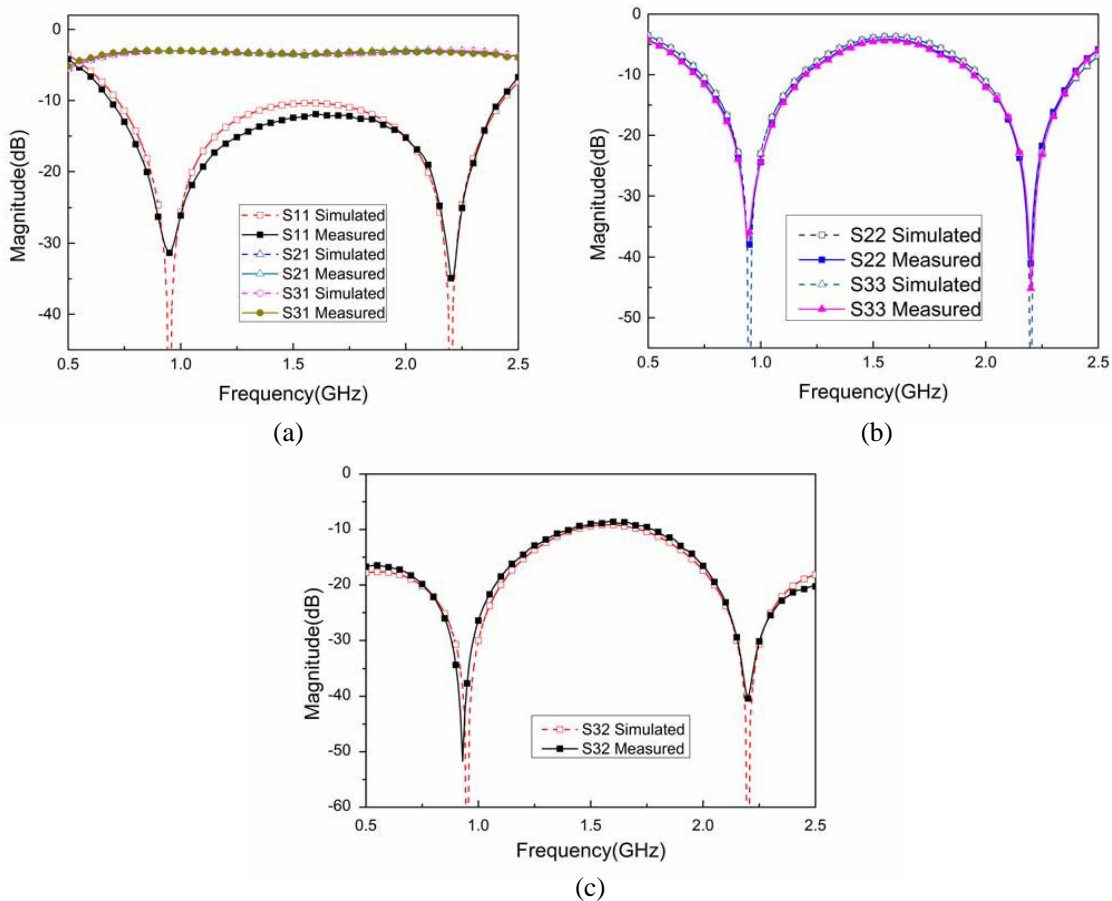 0
-10
-20
-30
-40
Magnitude(dB)
S11 Simulated
S11 Measured
S21 Simulated
S21 Measured
S31 Simulated
S31 Measured
0.5 1.0 1.5 2.0 2.5
Frequency(GHz)
(a)
0
-10
-20
-30
-40
-50
Magnitude(dB)
S22 Simulated
S22 Measured
S33 Simulated
S33 Measured
0.5 1.0 1.5 2.0 2.5
Frequency(GHz)
(b)
0
-10
-20
-30
-40
-50
-60
Magnitude(dB)
S32 Simulated
S32 Measured
0.5 1.0 1.5 2.0 2.5
Frequency(GHz)
(c)